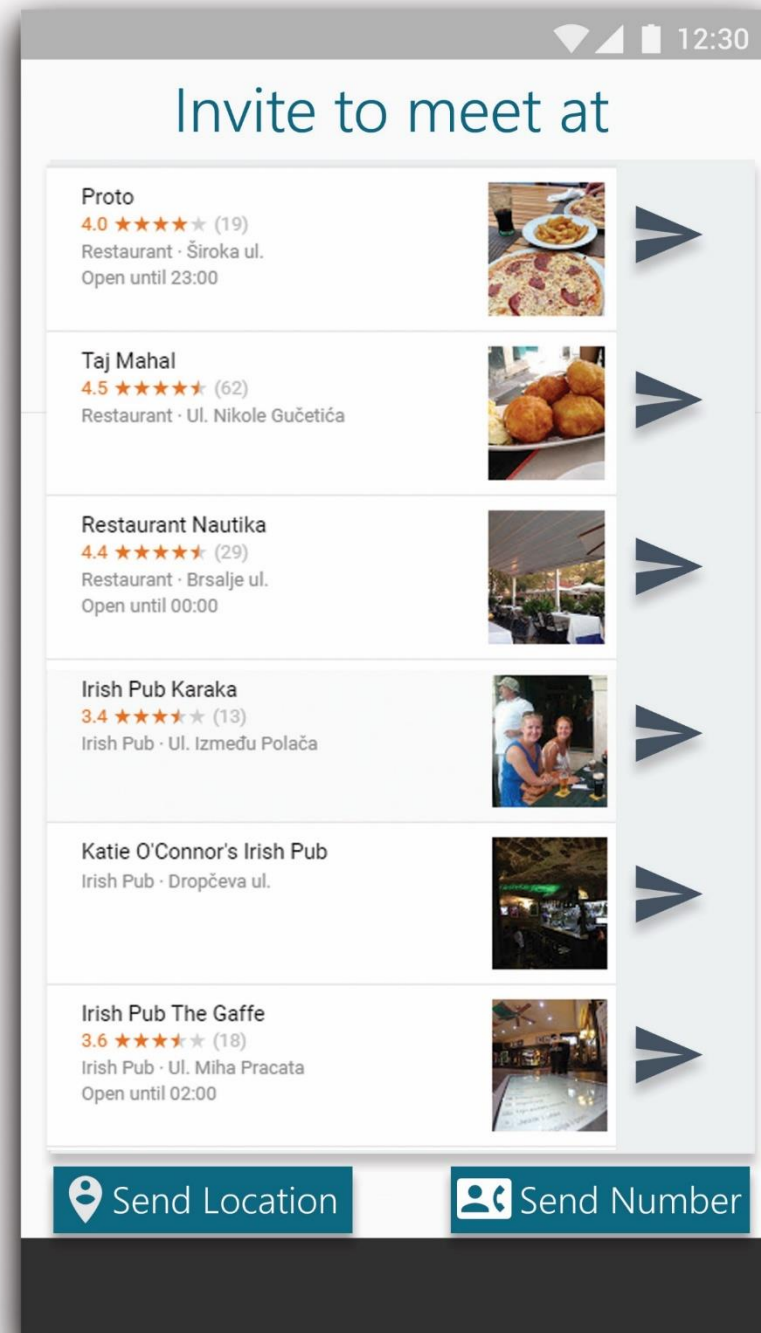 12:30
Invite to meet at
Proto
4.0 ★★★★★ (19)
Restaurant · Široka ul.
Open until 23:00
Taj Mahal
4.5 ★★★★★ (62)
Restaurant · Ul. Nikole Gučetića
Restaurant Nautika
4.4 ★★★★★ (29)
Restaurant · Brsalje ul.
Open until 00:00
Irish Pub Karaka
3.4 ★★★★★ (13)
Irish Pub · Ul. Između Polača
Katie O'Connor's Irish Pub
Irish Pub · Dropčeva ul.
Irish Pub The Gaffe
3.6 ★★★★★ (18)
Irish Pub · Ul. Miha Pracata
Open until 02:00
Send Location
Send Number